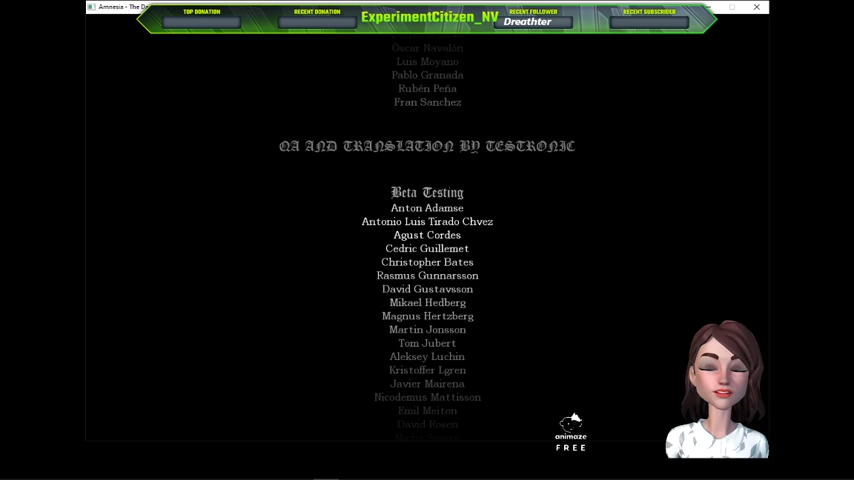 Amnesia - The Da
TOP DONATION
RECENT DONATION
ExperimentCitizen_NV
RECENT FOLLOWER
Dreathter
RECENT SUBSCRIBER
Óscar Navalón
Luis Moyano
Pablo Granada
Rubén Peña
Fran Sanchez
QA AND TRANSLATION BY TESTRONIC
Beta Testing
Anton Adamse
Antonio Luis Tirado Chvez
Agust Cordes
Cedric Guillemet
Christopher Bates
Rasmus Gunnarsson
David Gustavsson
Mikael Hedberg
Magnus Hertzberg
Martin Jonsson
Tom Jubert
Aleksey Luchin
Kristoffer Lgren
Javier Mairena
Nicodemus Mattisson
Emil Meiton
David Rosen
animaze
FREE